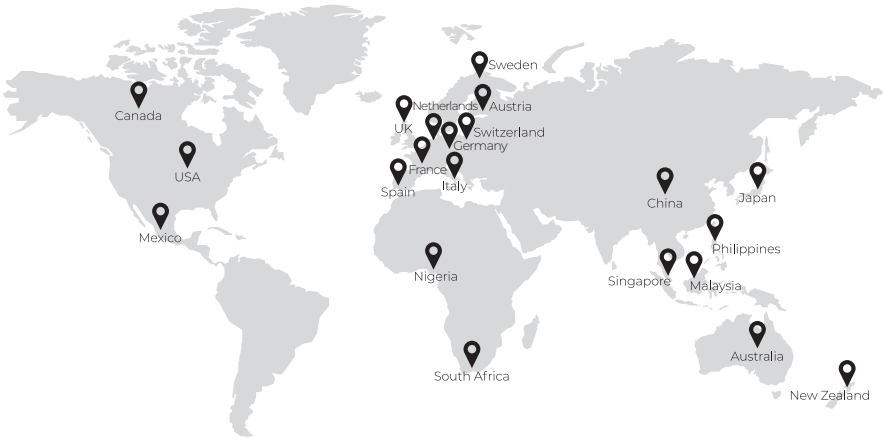 Sweden
Netherlands
Austria
Canada
UK
Switzerland
Germany
France
USA
Italy
Spain
China
Japan
Mexico
Philippines
Nigeria
Singapore
Malaysia
Australia
South Africa
New Zealand